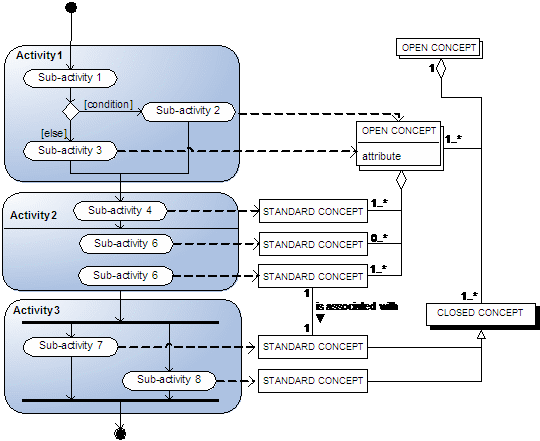 Activity1
OPEN CONCEPT
1
Sub-activity 1
[condition]
Sub-activity 2
[else]
OPEN CONCEPT
1..*
Sub-activity 3
attribute
Activity2
Sub-activity 4
STANDARD CONCEPT
1..*
Sub-activity 6
STANDARD CONCEPT
0..*
Sub-activity 6
STANDARD CONCEPT
1..*
1
is associated with
1
1..*
Activity3
CLOSED CONCEPT
Sub-activity 7
STANDARD CONCEPT
Sub-activity 8
STANDARD CONCEPT